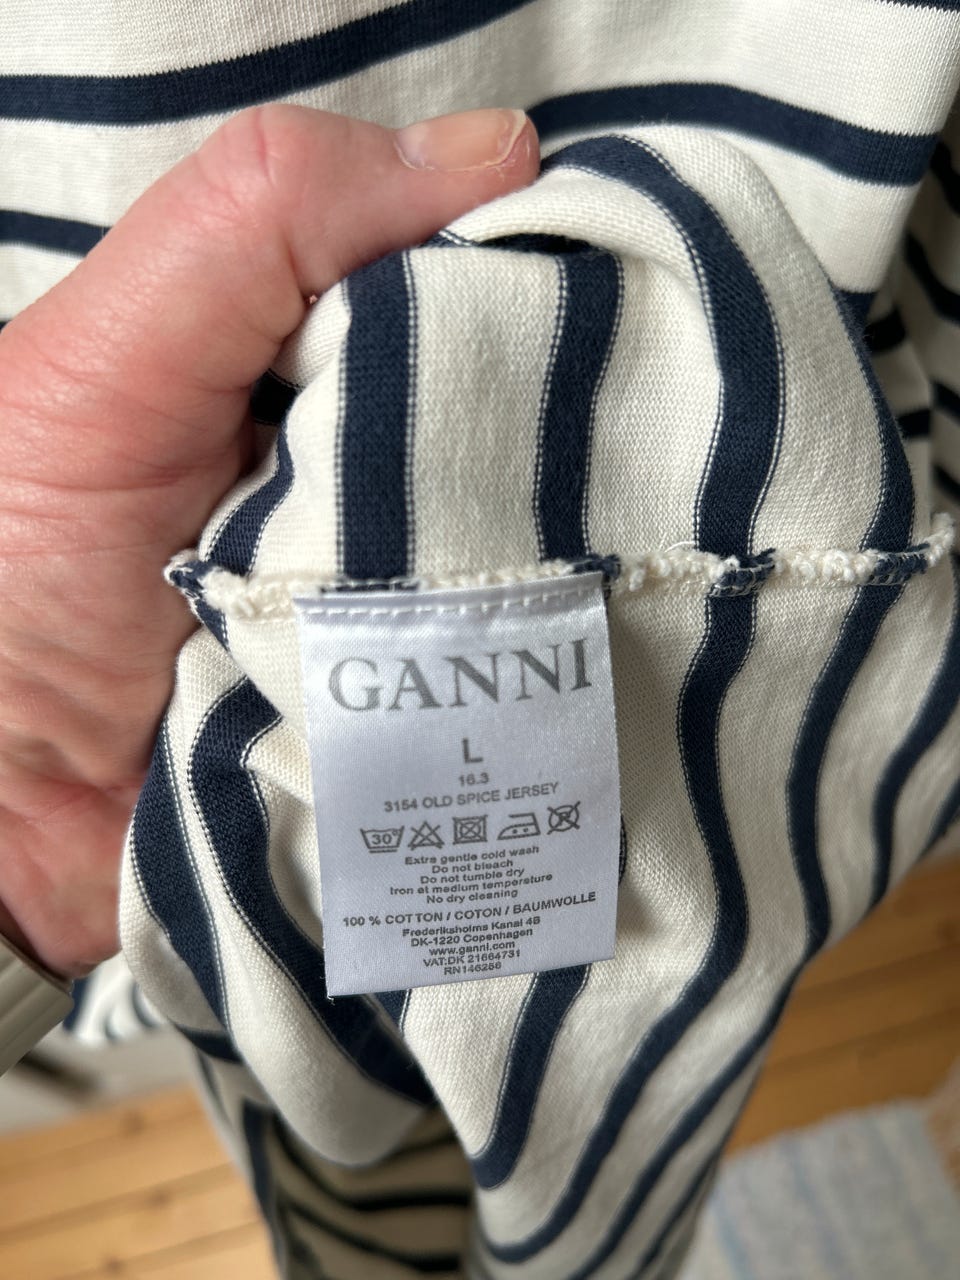 GANNI
L
16.3
3154 OLD SPICE JERSEY
30°
Extra gentle cold wash
Do not bleach
Do not tumble dry
Iron at medium temperature
No dry cleaning
100 % COTTON / COTON / BAUMWOLLE
Frederiksholms Kanal 4B
DK-1220 Copenhagen
www.ganni.com
VAT:DK 21664731
RN146256